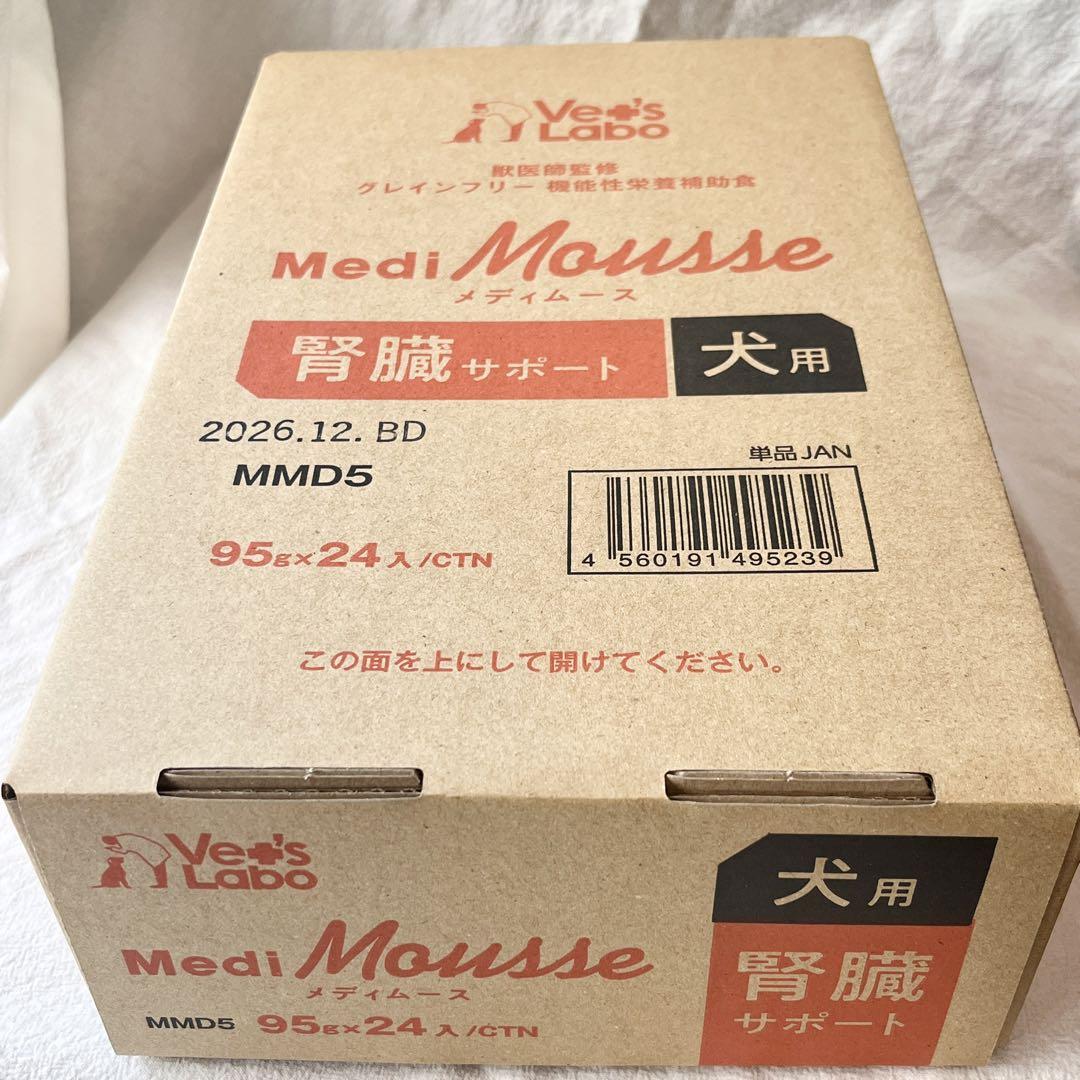 Vet's
Labo
獣医師監修
グレインフリー 機能性栄養補助食
Medi Mousse
メディムース
腎臓サポート 犬用
2026.12. BD
MMD5
単品JAN
4 560191 495239
95g×24入/CTN
この面を上にして開けてください。
Vet's
Labo
Medi Mousse
メディムース
MMD5 95g×24入/CTN
犬用
腎臓
サポート